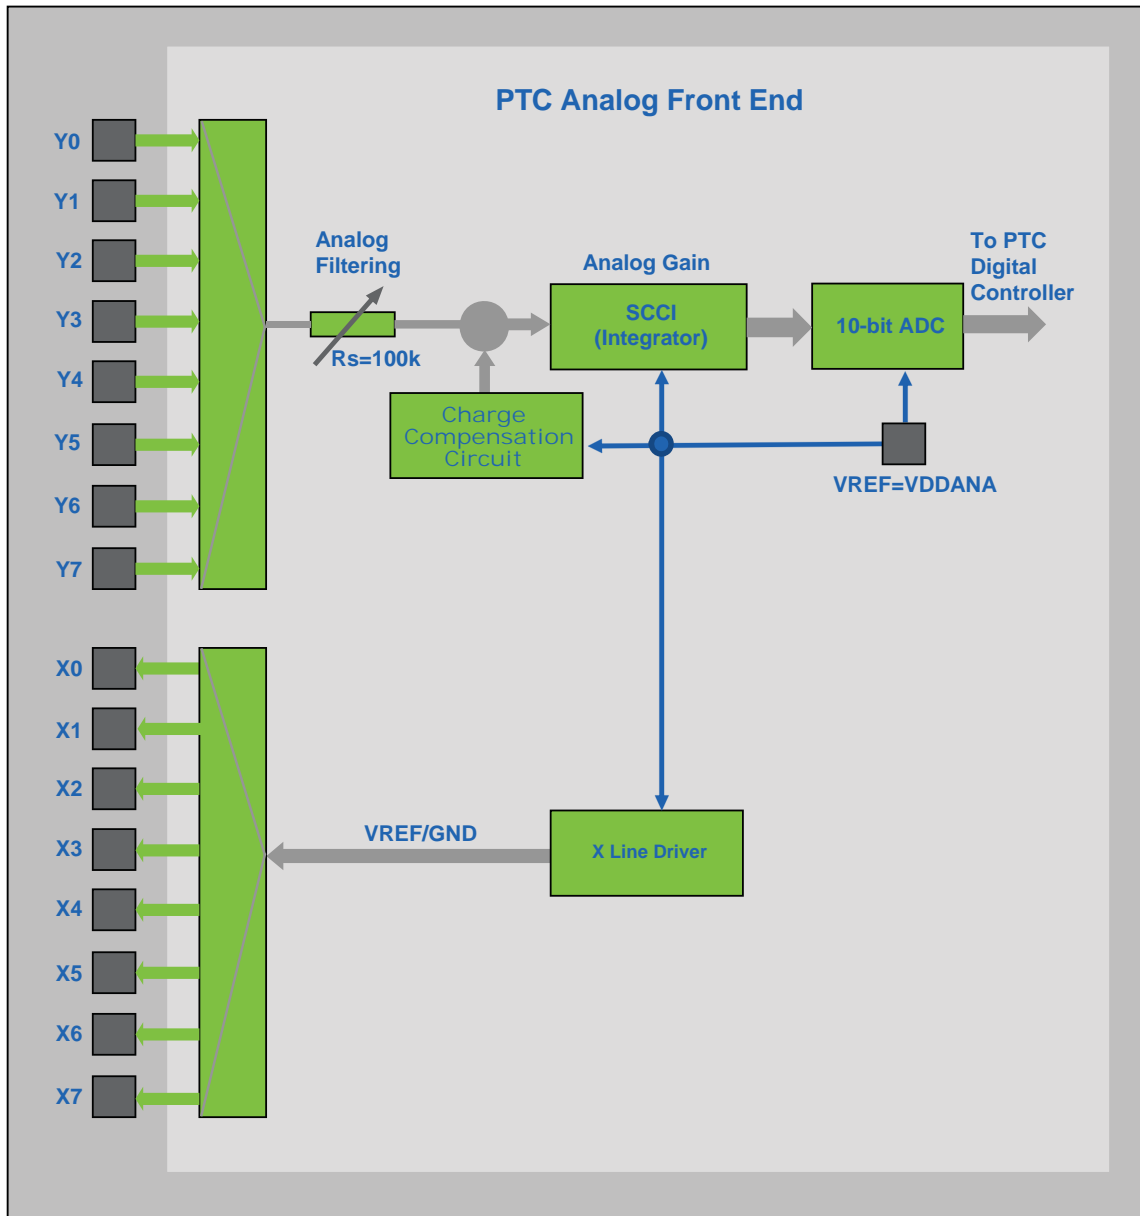 PTC Analog Front End
Y0
Y1
Y2
Y3
Y4
Y5
Y6
Y7
Analog
Filtering
Rs=100k
Charge
Compensation
Circuit
Analog Gain
SCCI
(Integrator)
10-bit ADC
To PTC
Digital
Controller
VREF=VDDANA
X0
X1
X2
X3
X4
X5
X6
X7
VREF/GND
X Line Driver